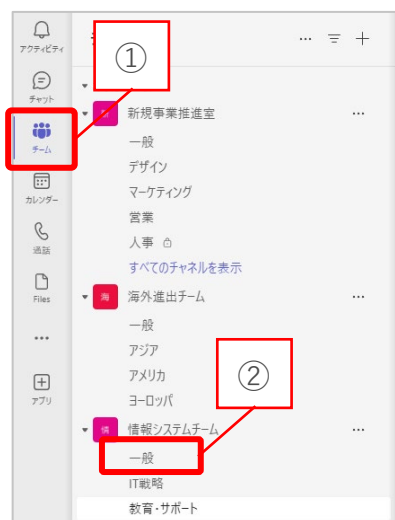 アクティビティ
チャット
チーム
カレンダー
通話
Files
...
アプリ
①
... 
新規事業推進室 ...
一般
デザイン
マーケティング
営業
人事
すべてのチャネルを表示
海 海外進出チーム ...
一般
アジア
アメリカ
ヨーロッパ
②
情 情報システムチーム ...
一般
IT戦略
教育・サポート